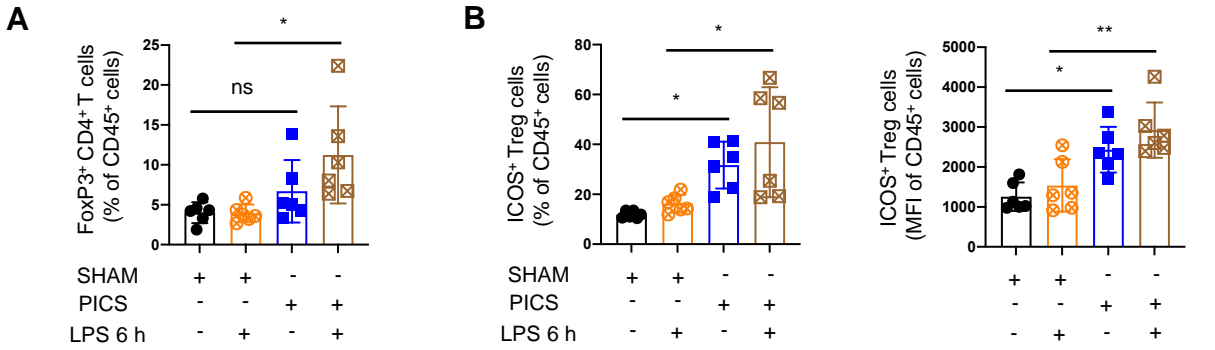 A
FoxP3⁺ CD4⁺ T cells
(% of CD45⁺ cells)
25
20
15
10
5
0
*
ns
SHAM + + - -
PICS - - + +
LPS 6 h - + - +
B
ICOS⁺ Treg cells
(% of CD45⁺ cells)
80
60
40
20
0
*
*
SHAM + + - -
PICS - - + +
LPS 6 h - + - +
ICOS⁺ Treg cells
(MFI of CD45⁺ cells)
5000
4000
3000
2000
1000
0
**
*
+ + - -
- - + +
- + - +